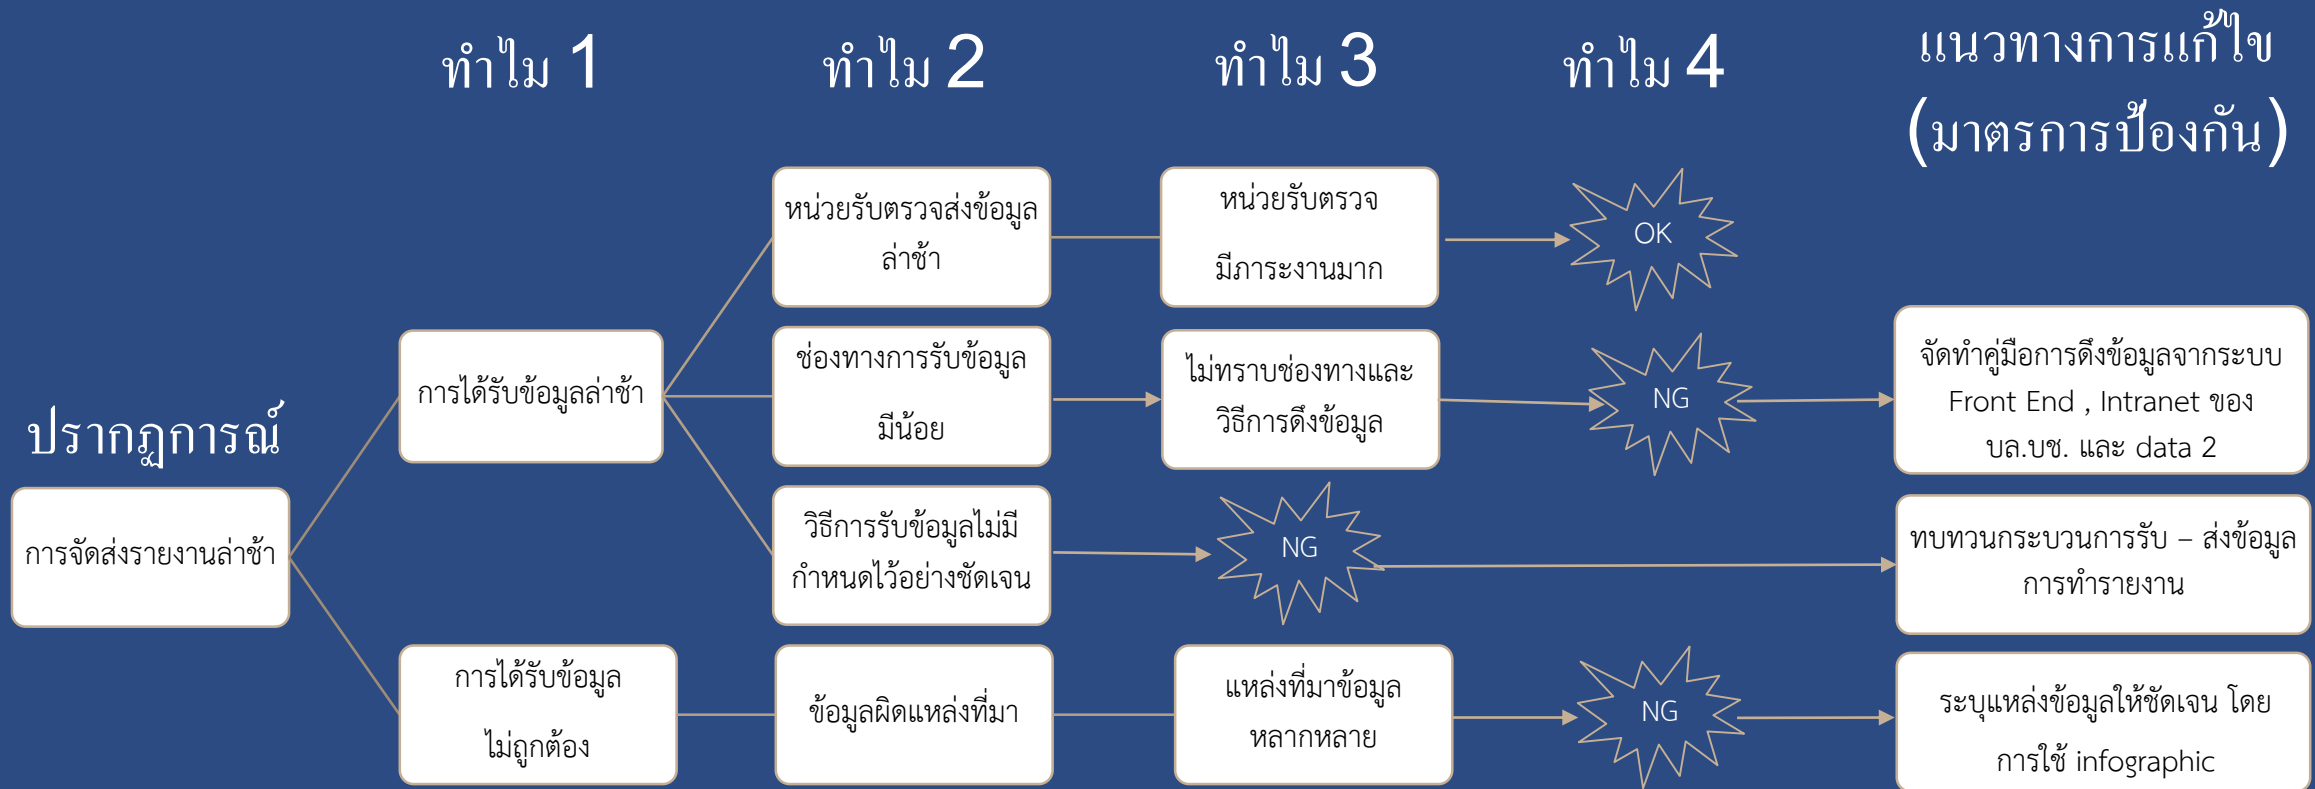 ทำไม 1
ทำไม 2
ทำไม 3
ทำไม 4
แนวทางการแก้ไข
(มาตรการป้องกัน)
ปรากฏการณ์
การจัดส่งรายงานล่าช้า
การได้รับข้อมูลล่าช้า
หน่วยรับตรวจส่งข้อมูล
ล่าช้า
หน่วยรับตรวจ
มีภาระงานมาก
OK
ช่องทางการรับข้อมูล
มีน้อย
ไม่ทราบช่องทางและ
วิธีการดึงข้อมูล
NG
จัดทำคู่มือการดึงข้อมูลจากระบบ
Front End , Intranet ของ
บล.บช. และ data 2
วิธีการรับข้อมูลไม่มี
กำหนดไว้อย่างชัดเจน
NG
ทบทวนกระบวนการรับ – ส่งข้อมูล
การทำรายงาน
การได้รับข้อมูล
ไม่ถูกต้อง
ข้อมูลผิดแหล่งที่มา
แหล่งที่มาข้อมูล
หลากหลาย
NG
ระบุแหล่งข้อมูลให้ชัดเจน โดย
การใช้ infographic